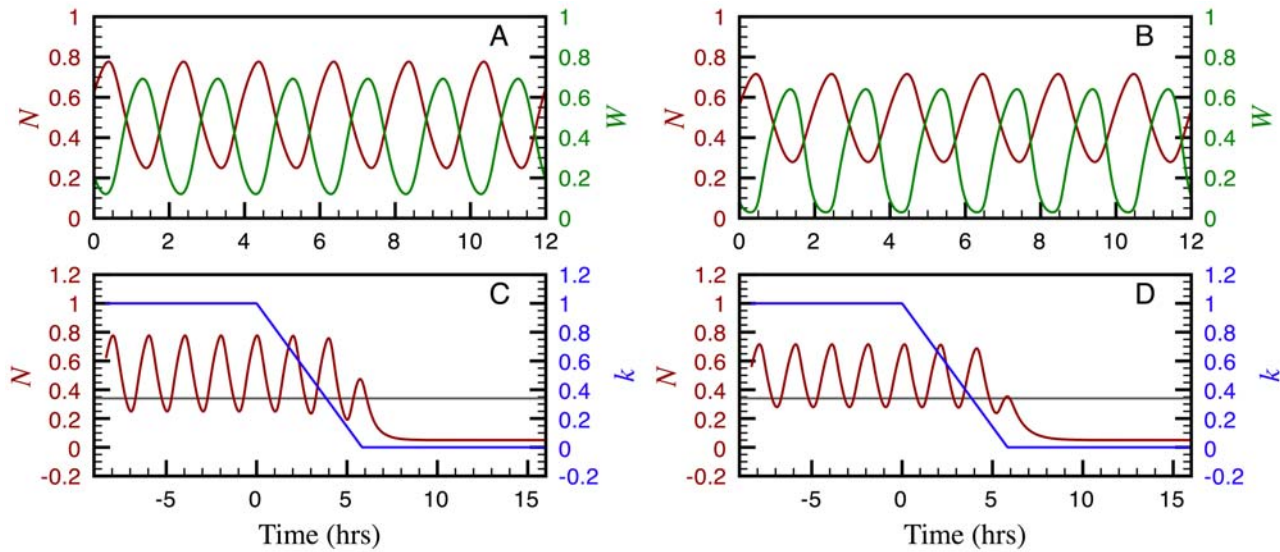 1 1 1 1
A B
0.8 0.8 0.8 0.8
N 0.6 0.6 W N 0.6 0.6 W
0.4 0.4 0.4 0.4
0.2 0.2 0.2 0.2
0 0 0 0
0 2 4 6 8 10 12 0 2 4 6 8 10 12
1.2 1.2 1.2 1.2
C D
1 1 1 1
0.8 0.8 0.8 0.8
0.6 0.6 0.6 0.6
N k N k
0.4 0.4 0.4 0.4
0.2 0.2 0.2 0.2
0 0 0 0
-0.2 -0.2 -0.2 -0.2
-5 0 5 10 15 -5 0 5 10 15
Time (hrs) Time (hrs)